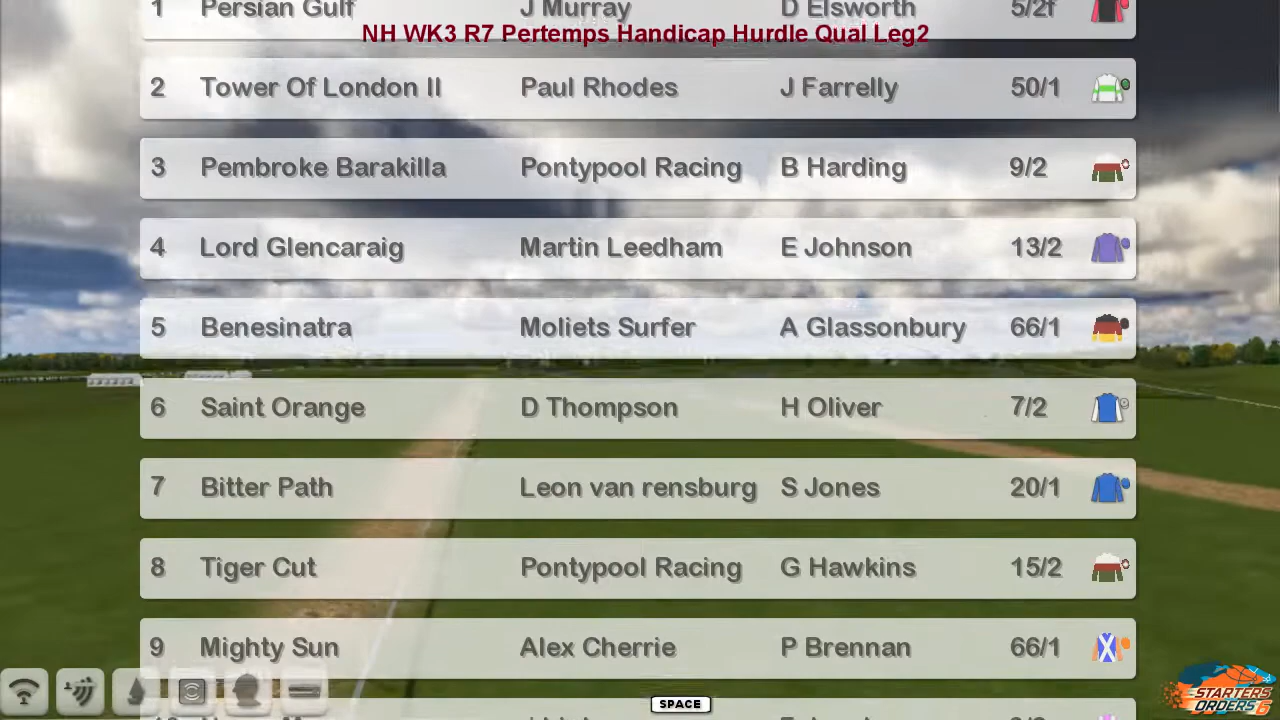 1 Persian Gulf J Murray D Elsworth 5/2f
NH WK3 R7 Pertemps Handicap Hurdle Qual Leg2
2 Tower Of London II Paul Rhodes J Farrelly 50/1
3 Pembroke Barakilla Pontypool Racing B Harding 9/2
4 Lord Glencaraig Martin Leedham E Johnson 13/2
5 Benesinatra Moliets Surfer A Glassonbury 66/1
6 Saint Orange D Thompson H Oliver 7/2
7 Bitter Path Leon van rensburg S Jones 20/1
8 Tiger Cut Pontypool Racing G Hawkins 15/2
9 Mighty Sun Alex Cherrie P Brennan 66/1
SPACE
STARTERS
ORDERS 6